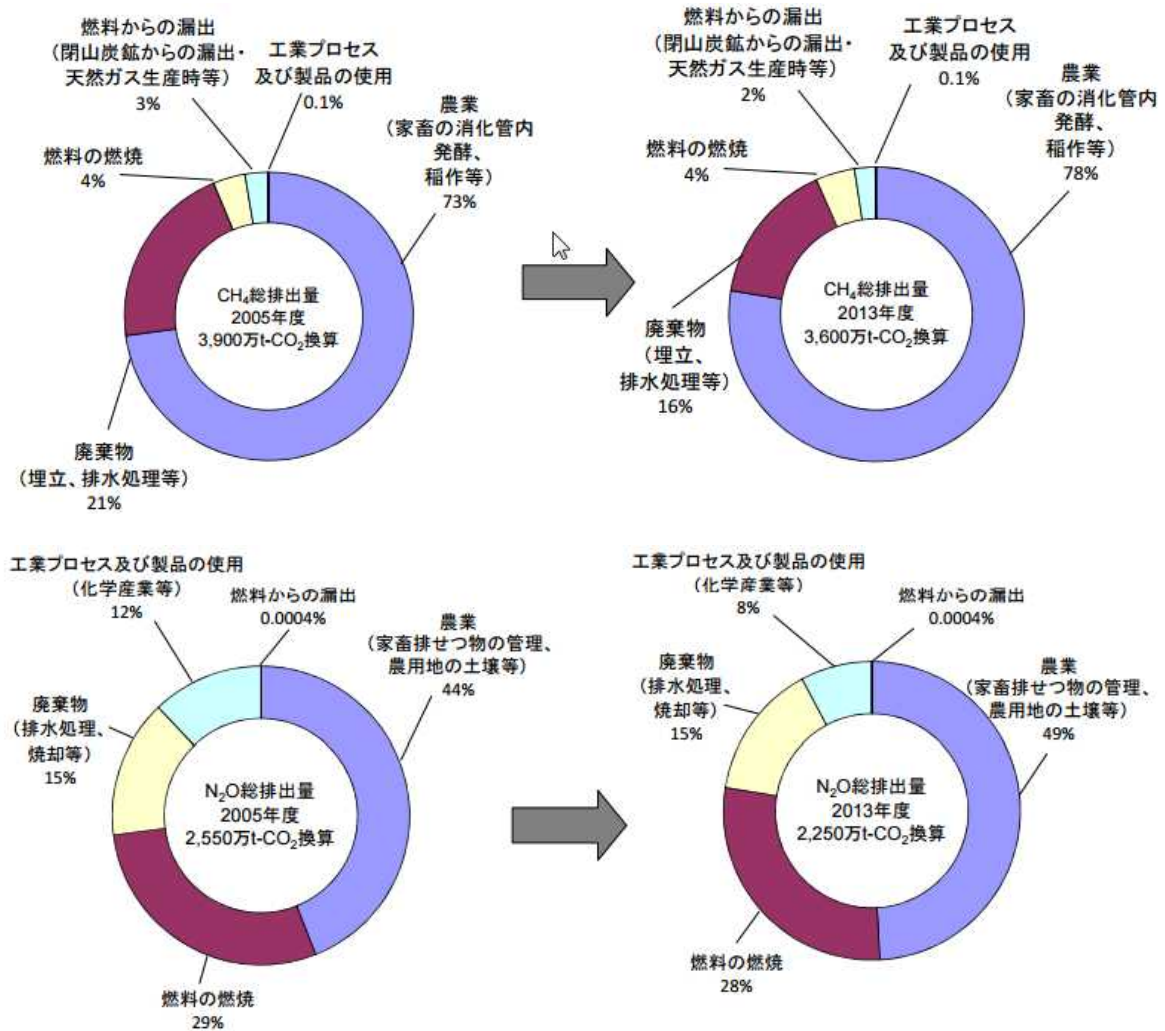 燃料からの漏出
(閉山炭鉱からの漏出・
天然ガス生産時等)
3%
工業プロセス
及び製品の使用
0.1%
農業
(家畜の消化管内
発酵、
稲作等)
73%
燃料の燃焼
4%
CH₄総排出量
2005年度
3,900万t-CO₂換算
廃棄物
(埋立、排水処理等)
21%
燃料からの漏出
(閉山炭鉱からの漏出・
天然ガス生産時等)
2%
工業プロセス
及び製品の使用
0.1%
農業
(家畜の消化管内
発酵、
稲作等)
78%
燃料の燃焼
4%
CH₄総排出量
2013年度
3,600万t-CO₂換算
廃棄物
(埋立、
排水処理等)
16%
工業プロセス及び製品の使用
(化学産業等)
12%
燃料からの漏出
0.0004%
農業
(家畜排せつ物の管理、
農用地の土壌等)
44%
廃棄物
(排水処理、
焼却等)
15%
N₂O総排出量
2005年度
2,550万t-CO₂換算
燃料の燃焼
29%
工業プロセス及び製品の使用
(化学産業等)
8%
燃料からの漏出
0.0004%
農業
(家畜排せつ物の管理、
農用地の土壌等)
49%
廃棄物
(排水処理、
焼却等)
15%
N₂O総排出量
2013年度
2,250万t-CO₂換算
燃料の燃焼
28%